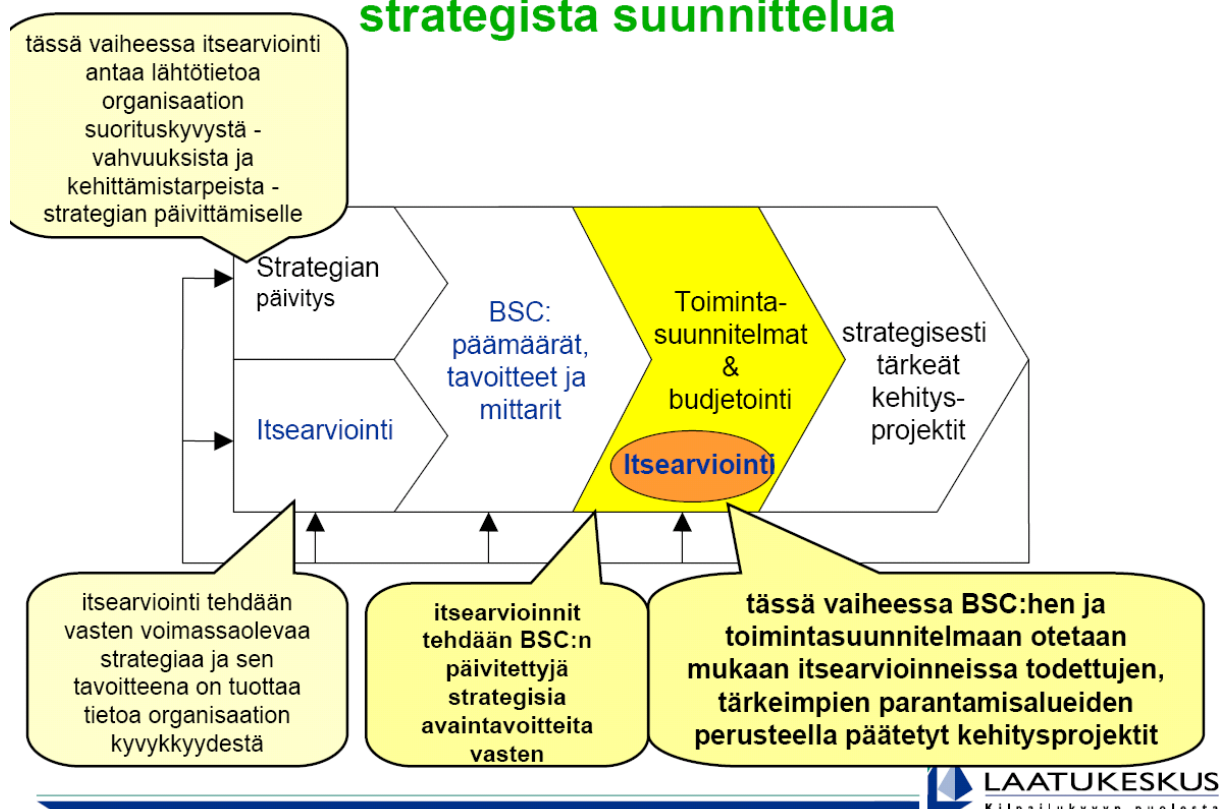 strategista suunnittelua
tässä vaiheessa itsearviointi
antaa lähtötietoa
organisaation
suorituskyvystä -
vahvuuksista ja
kehittämistarpeista -
strategian päivittämiselle
Strategian
päivitys
Itsearviointi
BSC:
päämäärät,
tavoitteet ja
mittarit
Toiminta-
suunnitelmat
&
budjetointi
Itsearviointi
strategisesti
tärkeät
kehitys-
projektit
itsearviointi tehdään
vasten voimassaolevaa
strategiaa ja sen
tavoitteena on tuottaa
tietoa organisaation
kyvykkyydestä
itsearvioinnit
tehdään BSC:n
päivitettyjä
strategisia
avaintavoitteita
vasten
tässä vaiheessa BSC:hen ja
toimintasuunnitelmaan otetaan
mukaan itsearvioinneissa todettujen,
tärkeimpien parantamisalueiden
perusteella päätetyt kehitysprojektit
LAATUKESKUS